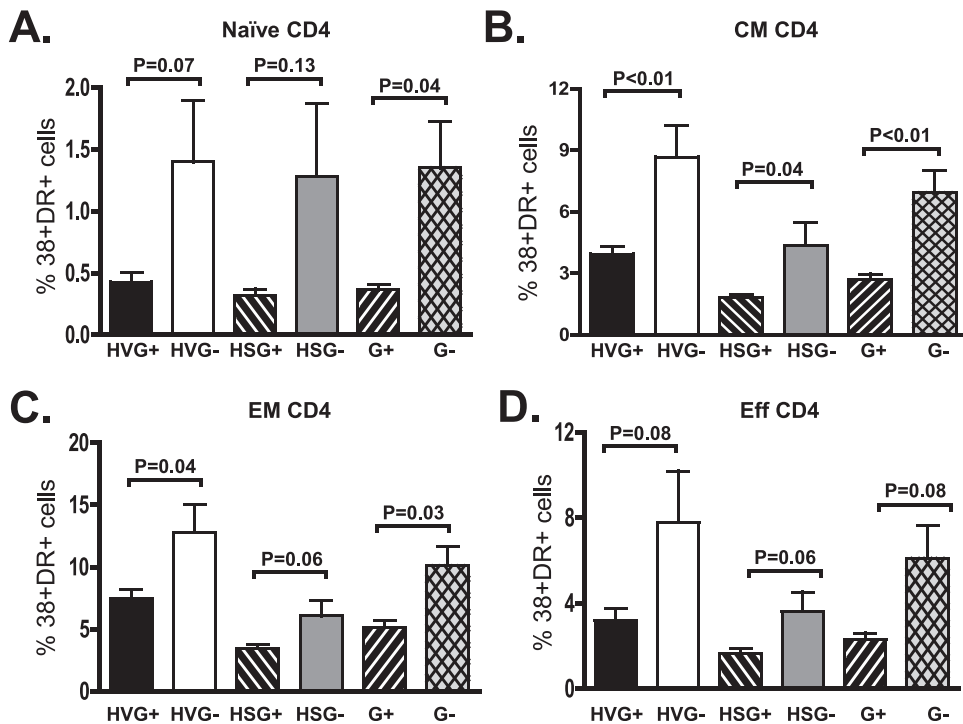 A.
Naïve CD4
P=0.07
P=0.13
P=0.04
% 38+DR+ cells
2.0
1.5
1.0
0.5
0.0
HVG+ HVG- HSG+ HSG- G+ G-
B.
CM CD4
P<0.01
P=0.04
P<0.01
% 38+DR+ cells
12
9
6
3
0
HVG+ HVG- HSG+ HSG- G+ G-
C.
EM CD4
P=0.04
P=0.06
P=0.03
% 38+DR+ cells
20
15
10
5
0
HVG+ HVG- HSG+ HSG- G+ G-
D.
Eff CD4
P=0.08
P=0.06
P=0.08
% 38+DR+ cells
12
8
4
0
HVG+ HVG- HSG+ HSG- G+ G-